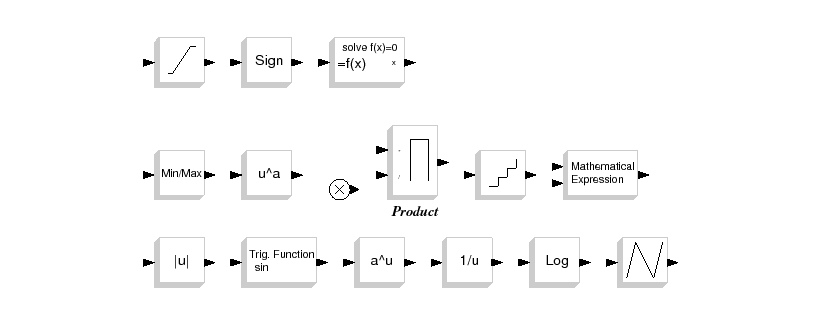 Sign
solve f(x)=0
=f(x) x
Min/Max
u^a
Product
Mathematical
Expression
|u|
Trig. Function
sin
a^u
1/u
Log